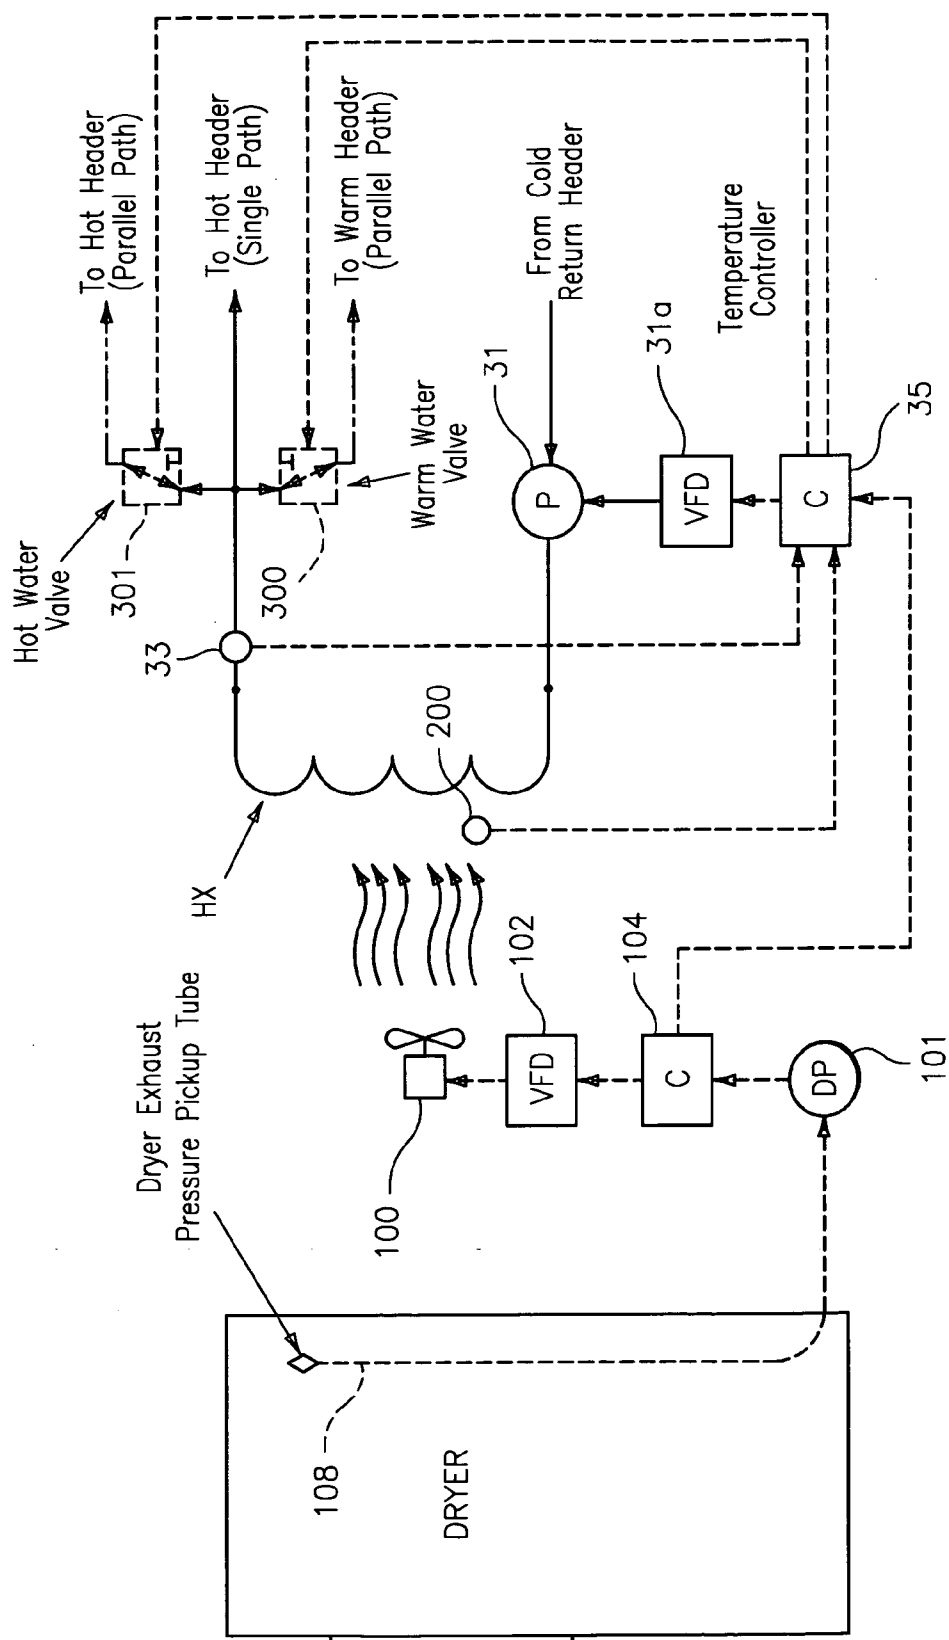 To Hot Header
(Parallel Path)
To Hot Header
(Single Path)
To Warm Header
(Parallel Path)
From Cold
Return Header
Temperature
Controller
Hot Water
Valve
301
300
Warm Water
Valve
31
31a
33
35
P
VFD
C
HX
200
Dryer Exhaust
Pressure Pickup Tube
100
102
104
VFD
C
DP
101
108
DRYER